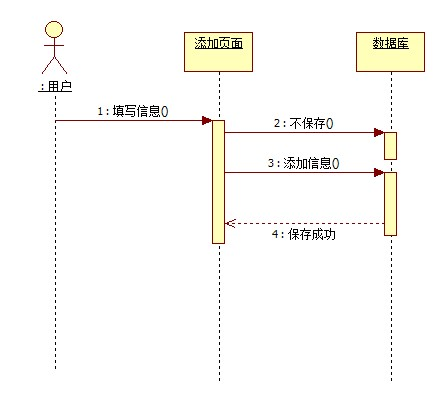 添加页面
数据库
:用户
1:填写信息()
2:不保存()
3:添加信息()
4:保存成功